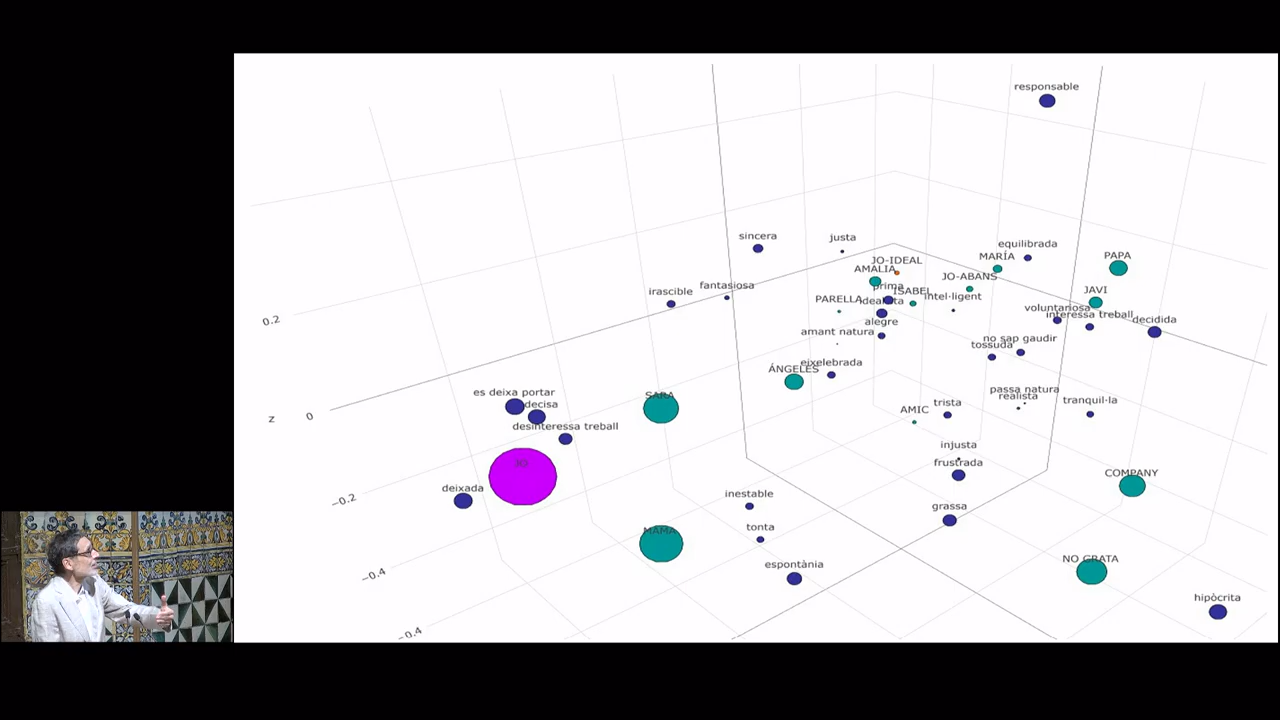 responsable
sincera
justa
equilibrada
JO-IDEAL
MARÍA
PAPA
AMALIA
JO-ABANS
prima
irascible
fantasiosa
ISABEL
JAVI
PARELLA
idealista
intel·ligent
voluntariosa
interessa treball
decidida
0.2
alegre
amant natura
no sap gaudir
tossuda
eixelebrada
ÁNGELES
passa natura
es deixa portar
SARA
realista
tranquil·la
decisa
AMIC
trista
z
0
desinteressa treball
injusta
JO
frustrada
COMPANY
deixada
inestable
−0.2
grassa
tonta
MAMA
NO GRATA
espontània
−0.4
hipòcrita
−0.4